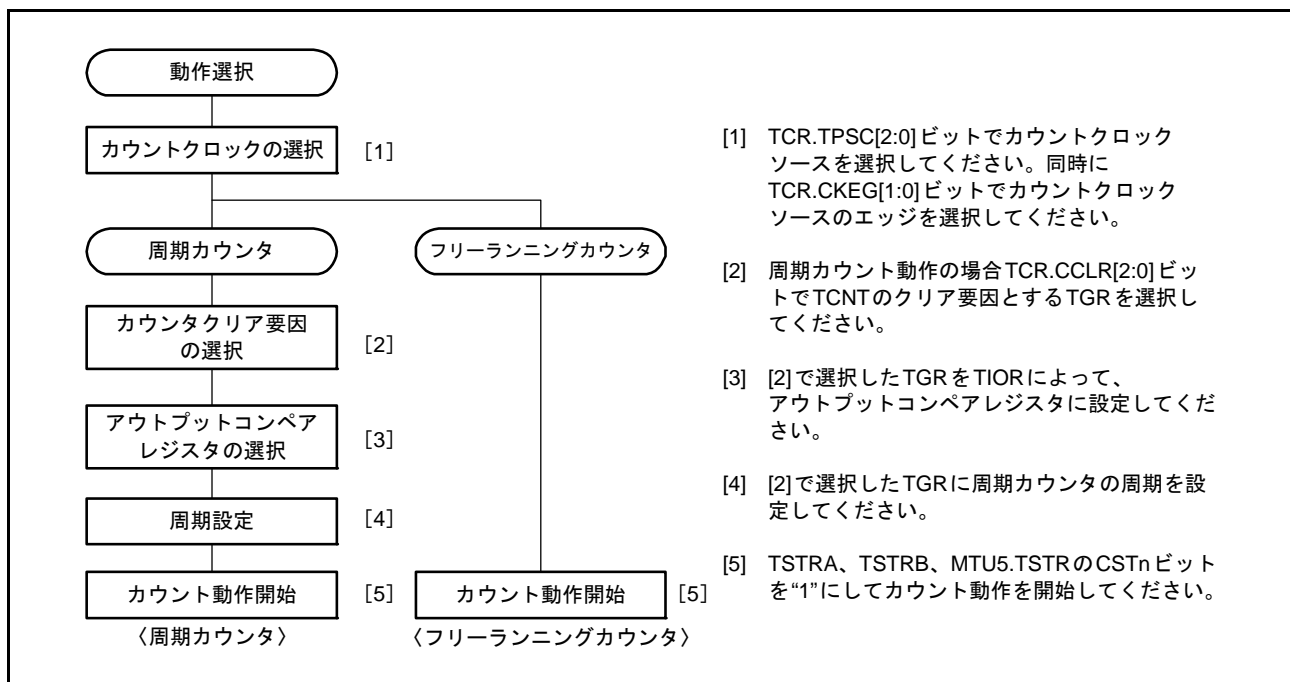 動作選択
カウントクロックの選択 [1]
周期カウンタ
フリーランニングカウンタ
カウンタクリア要因
の選択 [2]
アウトプットコンペア
レジスタの選択 [3]
周期設定 [4]
カウント動作開始 [5]
カウント動作開始 [5]
〈周期カウンタ〉
〈フリーランニングカウンタ〉
[1] TCR.TPSC[2:0]ビットでカウントクロック
ソースを選択してください。同時に
TCR.CKEG[1:0]ビットでカウントクロック
ソースのエッジを選択してください。
[2] 周期カウント動作の場合TCR.CCLR[2:0]ビッ
トでTCNTのクリア要因とするTGRを選択し
てください。
[3] [2]で選択したTGRをTIORによって、
アウトプットコンペアレジスタに設定してくだ
さい。
[4] [2]で選択したTGRに周期カウンタの周期を設
定してください。
[5] TSTRA、TSTRB、MTU5.TSTRのCSTnビット
を“1”にしてカウント動作を開始してください。